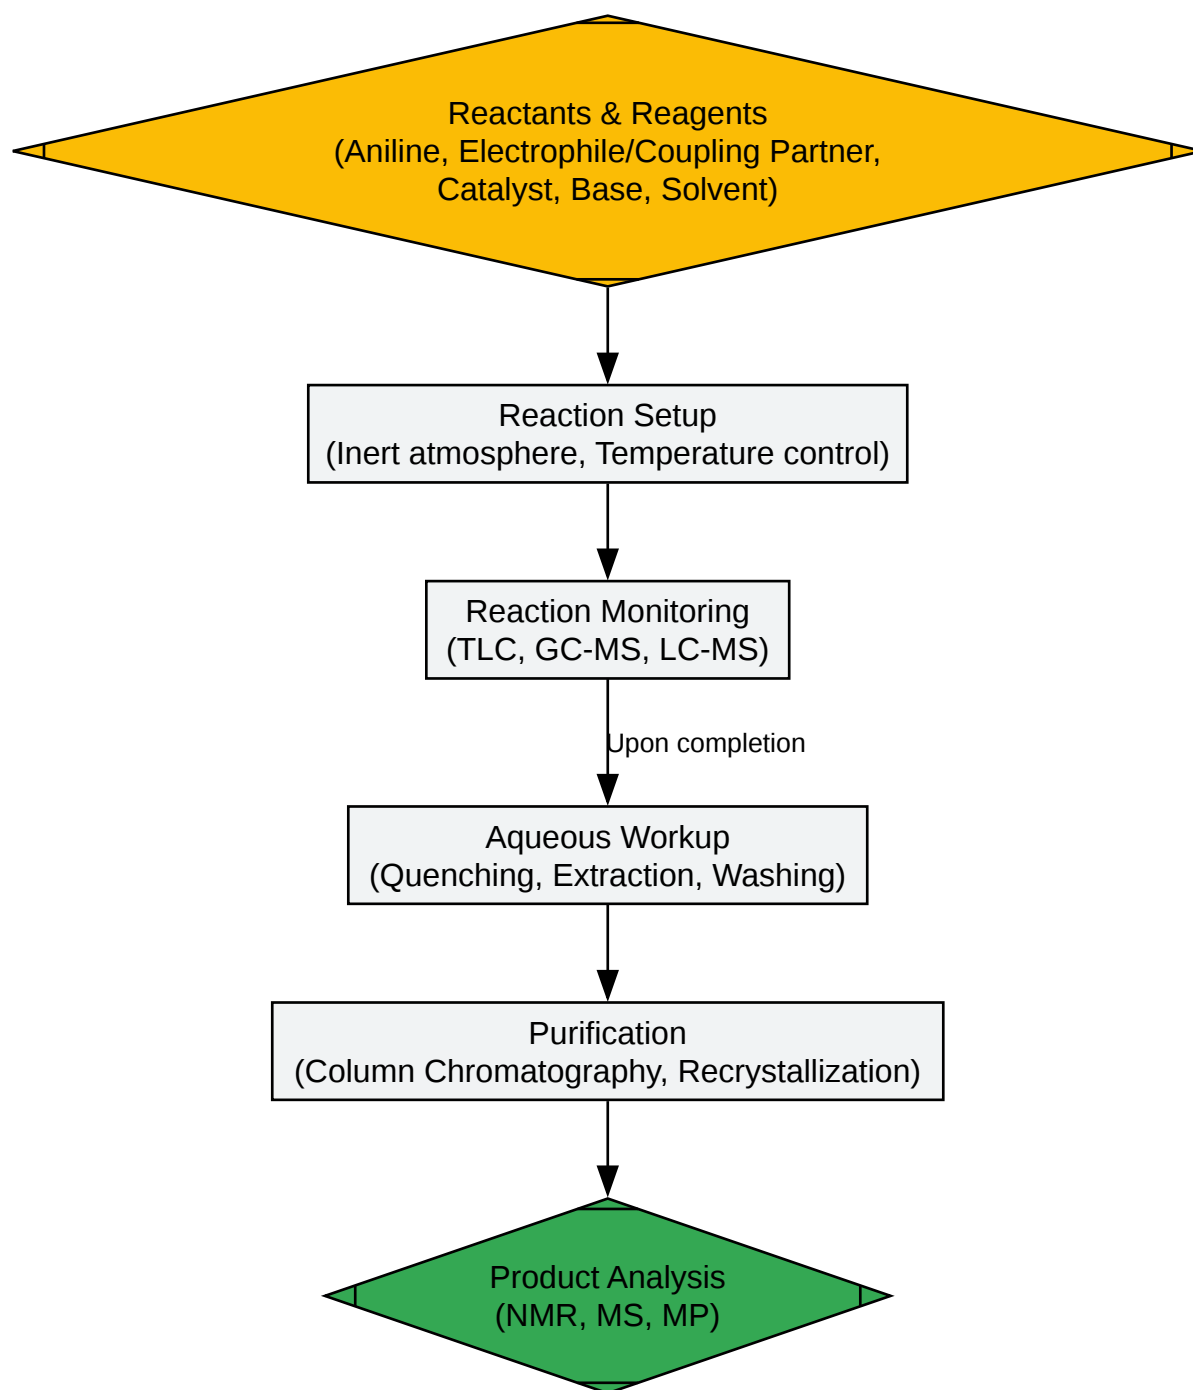 Reactants & Reagents
(Aniline, Electrophile/Coupling Partner,
Catalyst, Base, Solvent)
Reaction Setup
(Inert atmosphere, Temperature control)
Reaction Monitoring
(TLC, GC-MS, LC-MS)
Upon completion
Aqueous Workup
(Quenching, Extraction, Washing)
Purification
(Column Chromatography, Recrystallization)
Product Analysis
(NMR, MS, MP)